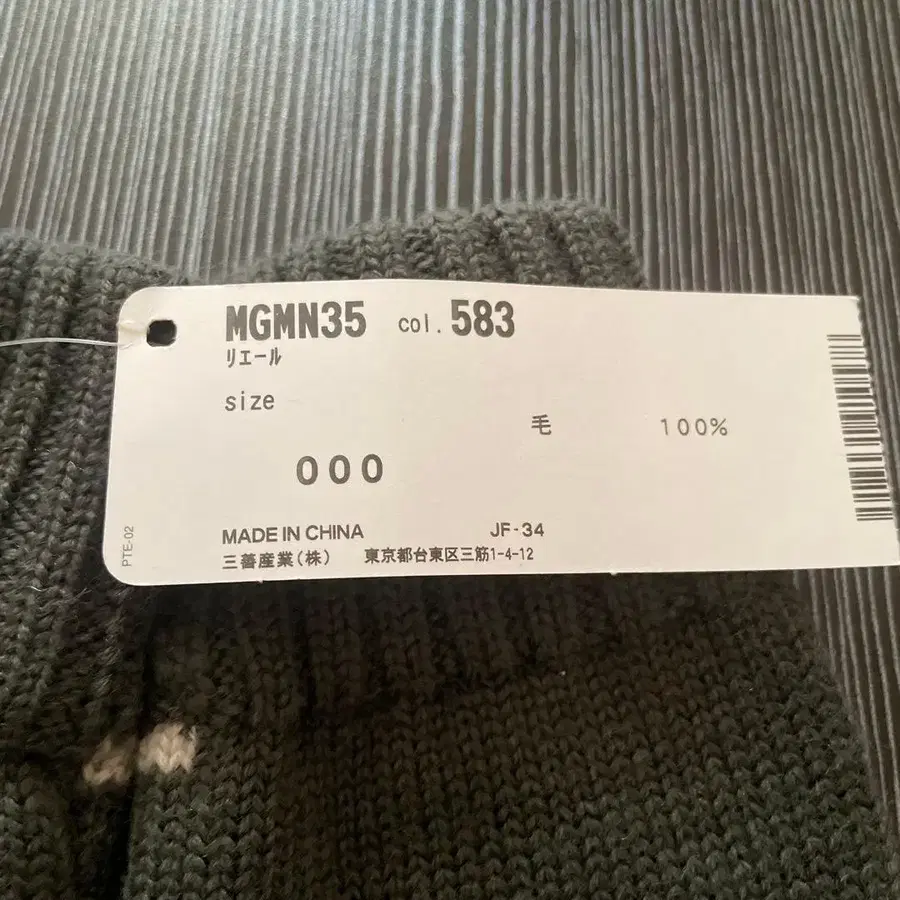 MGMN35 col. 583
リエール
size
毛 100%
000
MADE IN CHINA JF-34
三善産業(株) 東京都台東区三筋1-4-12
PTE-02